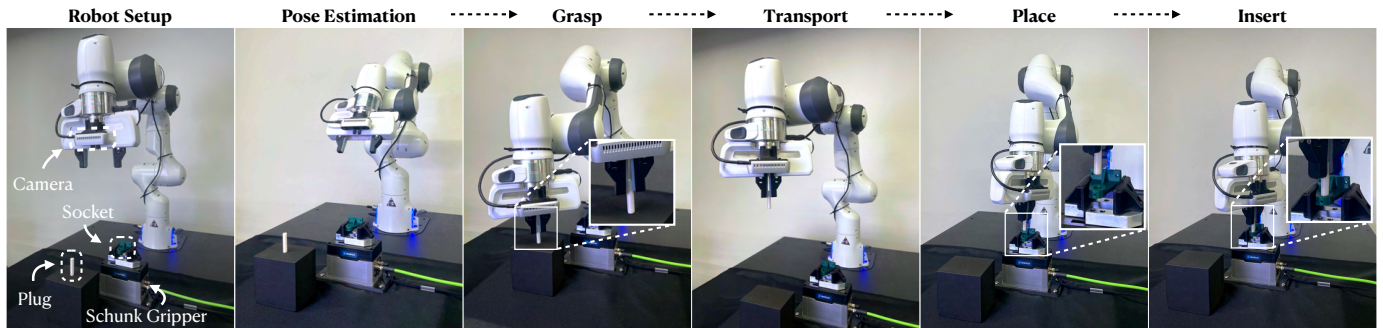 Robot Setup
Pose Estimation
Grasp
Transport
Place
Insert
Camera
Socket
Plug
Schunk Gripper